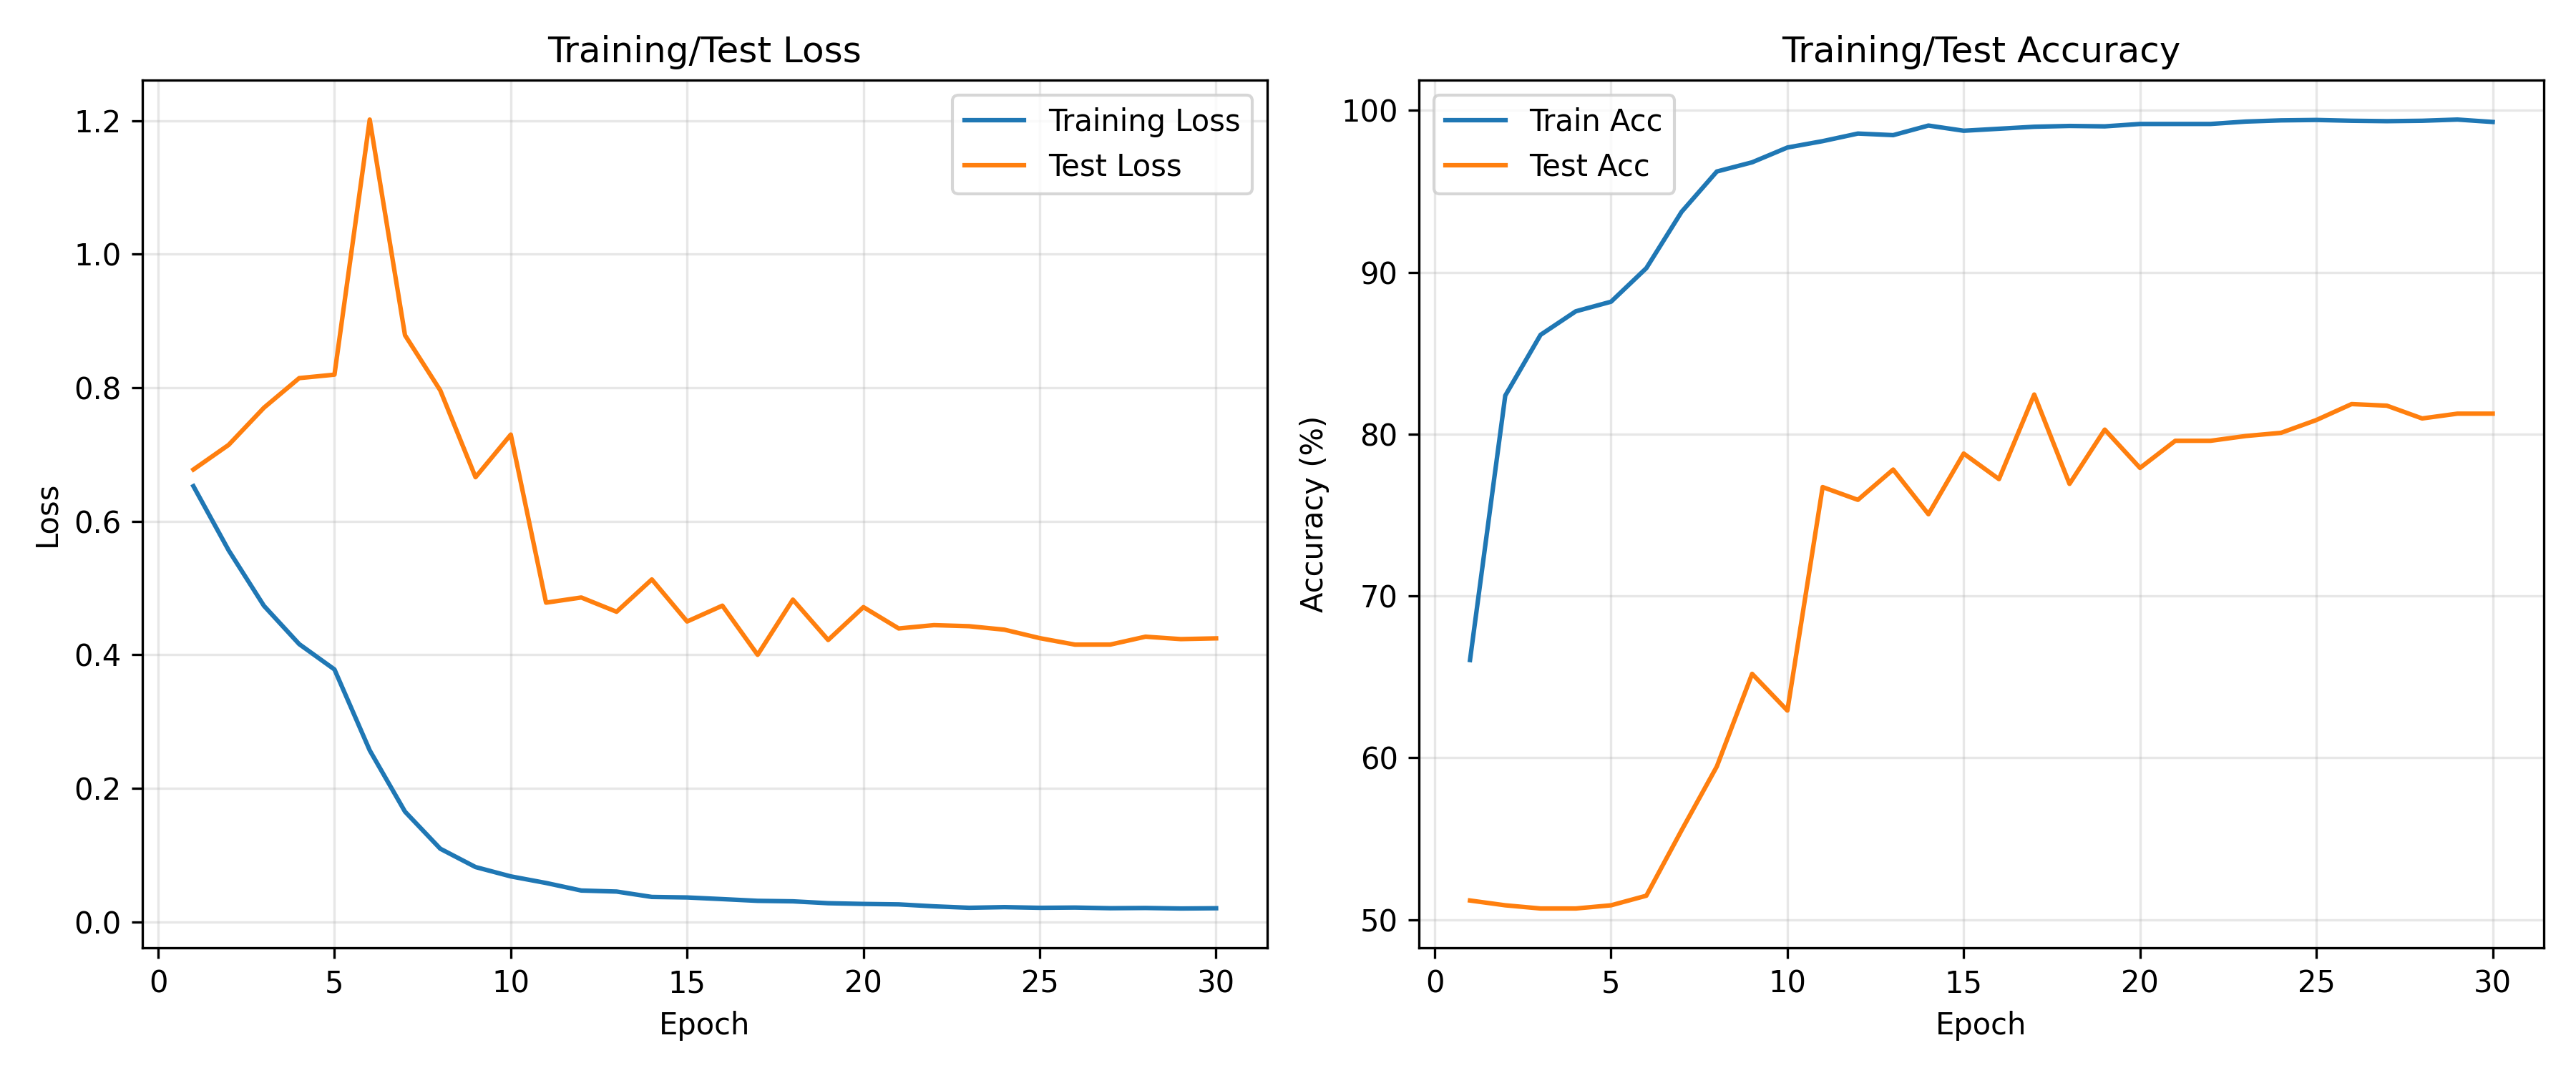 Training/Test Loss
Training Loss
Test Loss
1.2
1.0
0.8
0.6
0.4
0.2
0.0
Loss
0 5 10 15 20 25 30
Epoch
Training/Test Accuracy
Train Acc
Test Acc
100
90
80
70
60
50
Accuracy (%)
0 5 10 15 20 25 30
Epoch